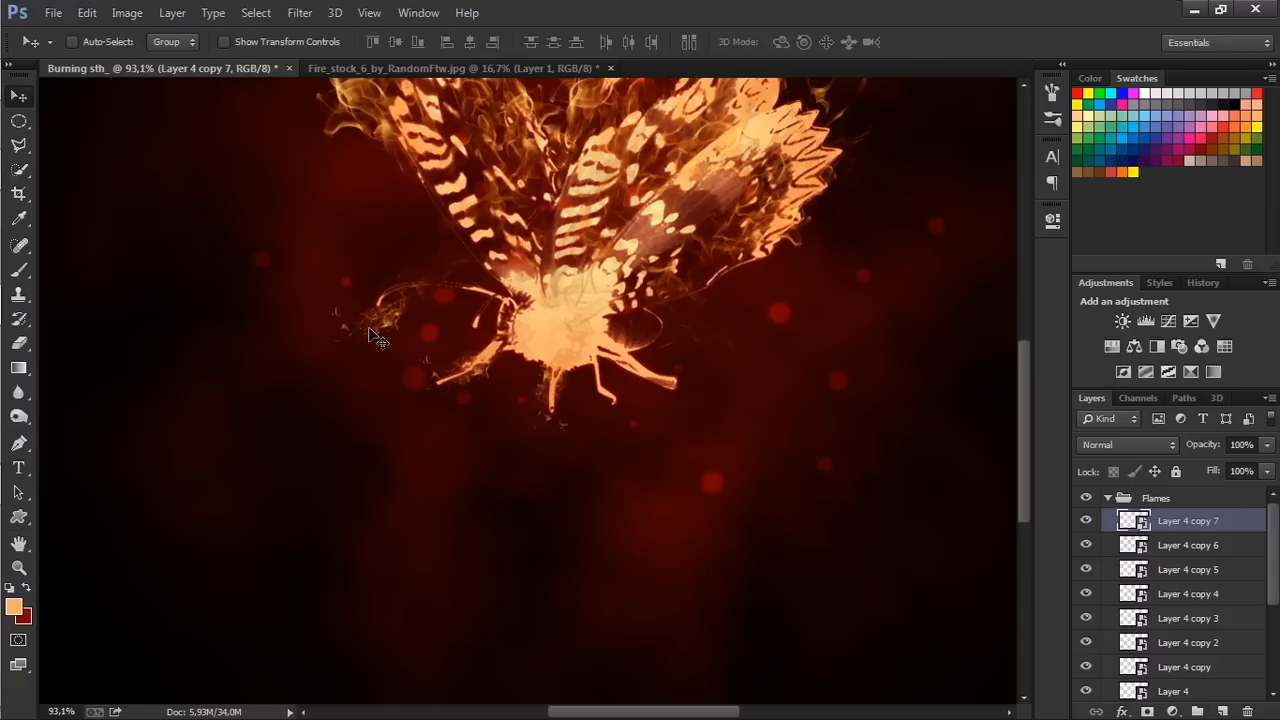 Ps File Edit Image Layer Type Select Filter 3D View Window Help
Auto-Select: Group Show Transform Controls 3D Mode: Essentials
Burning sth_ @ 93,1% (Layer 4 copy 7, RGB/8) * × Fire_stock_6_by_RandomFtw.jpg @ 16,7% (Layer 1, RGB/8) * ×
Color Swatches
Adjustments Styles History
Add an adjustment
Layers Channels Paths 3D
Kind
Normal Opacity: 100%
Lock: Fill: 100%
Flames
Layer 4 copy 7
Layer 4 copy 6
Layer 4 copy 5
Layer 4 copy 4
Layer 4 copy 3
Layer 4 copy 2
Layer 4 copy
Layer 4
93,1% Doc: 5,93M/34,0M